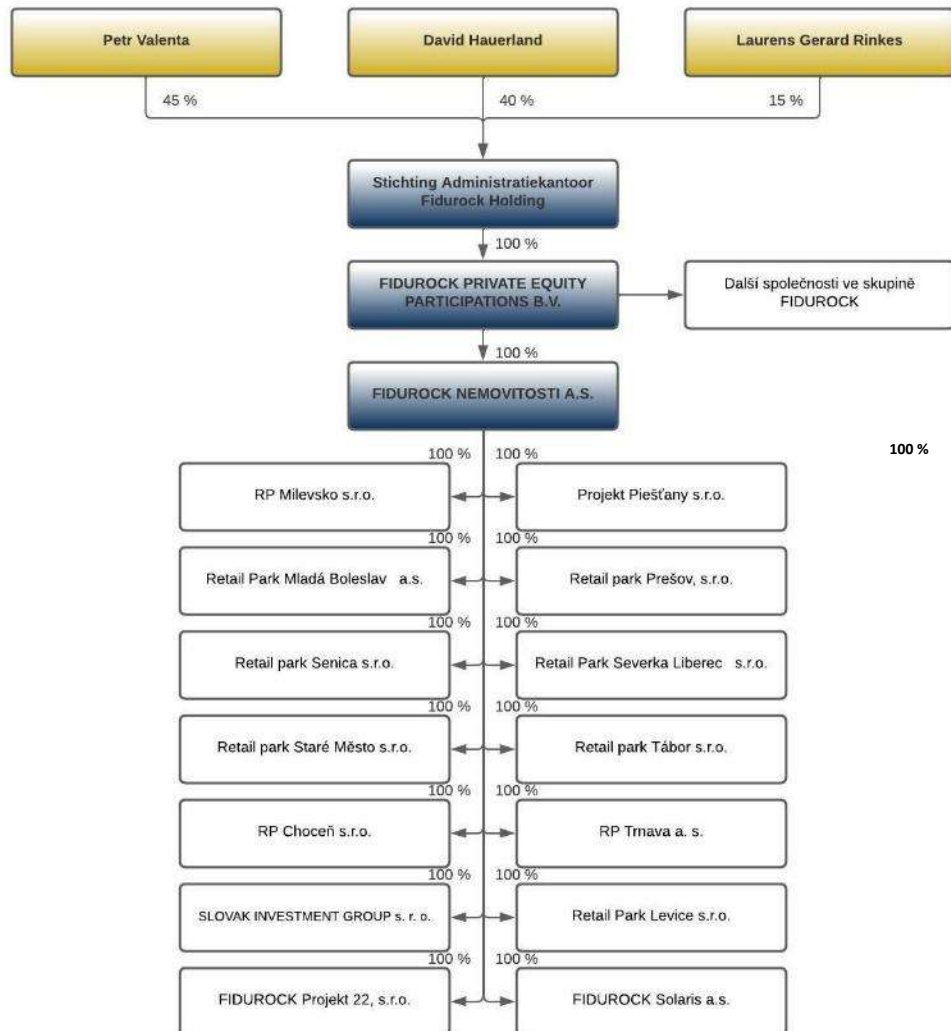 Petr Valenta
David Hauerland
Laurens Gerard Rinkes
45 %
40 %
15 %
Stichting Administratiekantoor
Fidurock Holding
100 %
FIDUROCK PRIVATE EQUITY
PARTICIPATIONS B.V.
Další společnosti ve skupině
FIDUROCK
100 %
FIDUROCK NEMOVITOSTI A.S.
100 %
100 %
100 %
RP Milevsko s.r.o.
Projekt Piešťany s.r.o.
100 %
100 %
Retail Park Mladá Boleslav a.s.
Retail park Prešov, s.r.o.
100 %
100 %
Retail park Senica s.r.o.
Retail Park Severka Liberec s.r.o.
100 %
100 %
Retail park Staré Město s.r.o.
Retail park Tábor s.r.o.
100 %
100 %
RP Choceň s.r.o.
RP Trnava a. s.
100 %
100 %
SLOVAK INVESTMENT GROUP s. r. o.
Retail Park Levice s.r.o.
100 %
100 %
FIDUROCK Projekt 22, s.r.o.
FIDUROCK Solaris a.s.